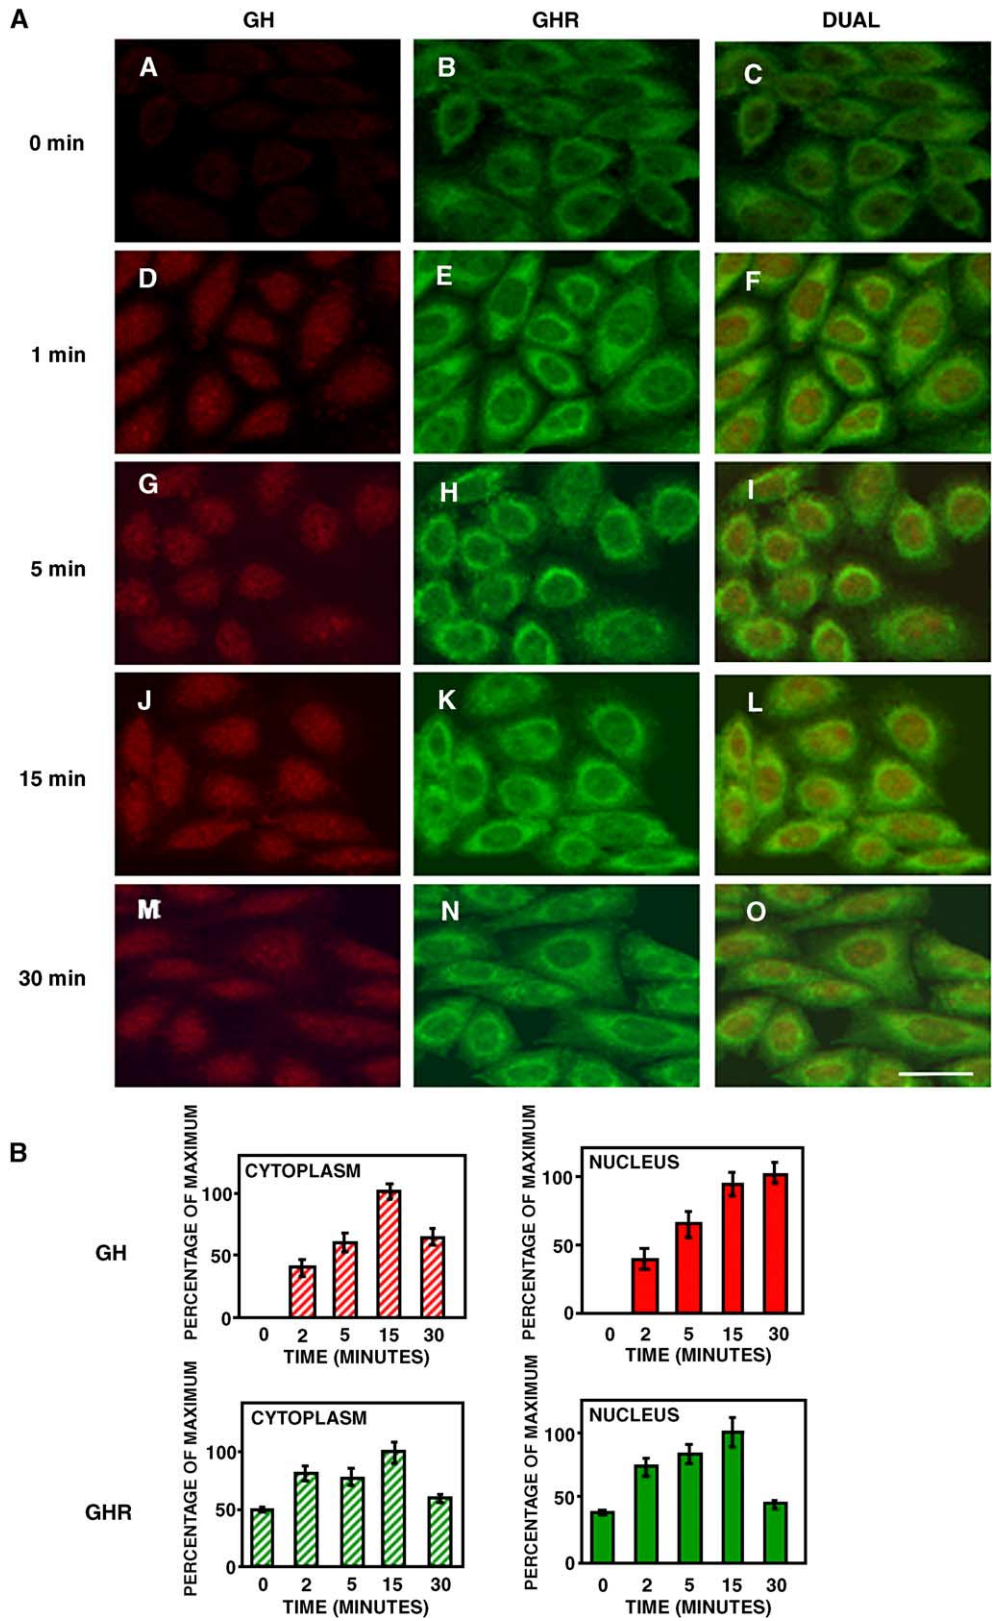 A
GH GHR DUAL
0 min
A B C
1 min
D E F
5 min
G H I
15 min
J K L
30 min
M N O
B
GH
PERCENTAGE OF MAXIMUM
CYTOPLASM
100
50
0
0 2 5 15 30
TIME (MINUTES)
PERCENTAGE OF MAXIMUM
NUCLEUS
100
50
0
0 2 5 15 30
TIME (MINUTES)
GHR
PERCENTAGE OF MAXIMUM
CYTOPLASM
100
50
0
0 2 5 15 30
TIME (MINUTES)
PERCENTAGE OF MAXIMUM
NUCLEUS
100
50
0
0 2 5 15 30
TIME (MINUTES)